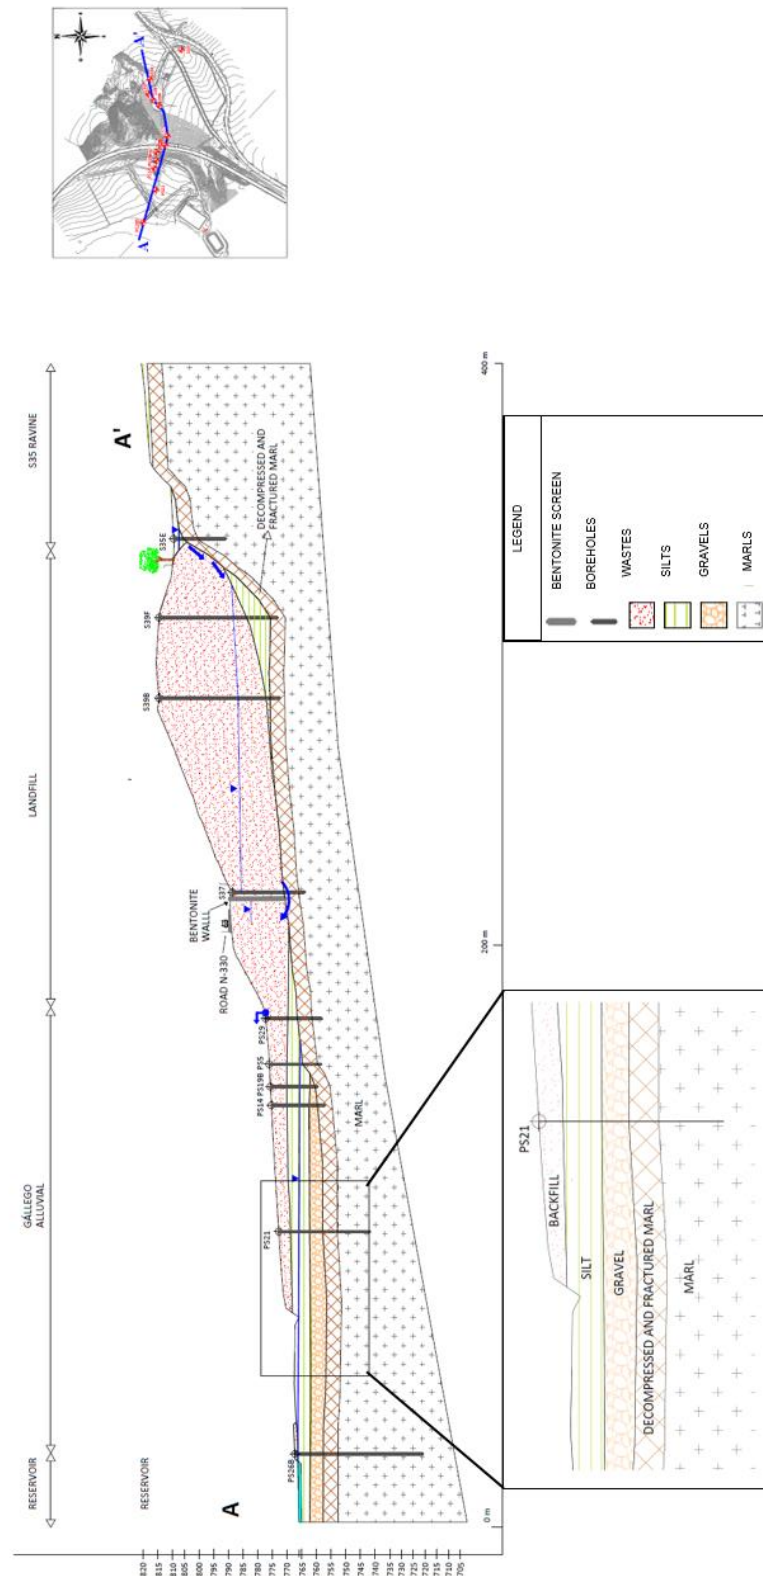 A
A'
RESERVOIR
GÁLLEGO
ALLUVIAL
LANDFILL
S35 RAVINE
RESERVOIR
A
A'
PS26B
PS21
PS14
PS19B
PS5
PS29
ROAD N-330
BENTONITE
WALLL
S37
S39B
S39F
S35E
DECOMPRESSED AND
FRACTURED MARL
MARL
820
815
810
805
800
795
790
785
780
775
770
765
760
755
750
745
740
735
730
725
720
715
710
705
0 m
200 m
400 m
PS21
BACKFILL
SILT
GRAVEL
DECOMPRESSED AND FRACTURED MARL
MARL
LEGEND
BENTONITE SCREEN
BOREHOLES
WASTES
SILTS
GRAVELS
MARLS